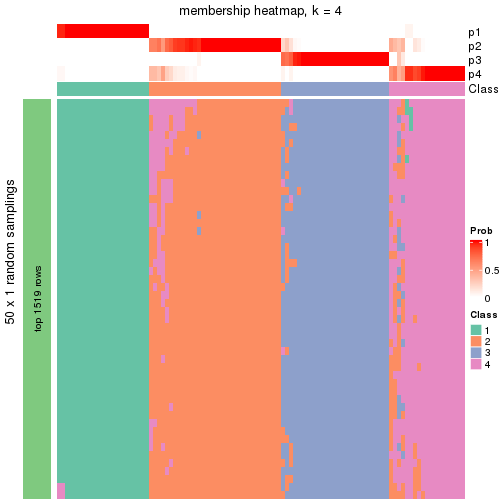 membership heatmap, k = 4
p1
p2
p3
p4
Class
50 x 1 random samplings
top 1519 rows
Prob
1
0.5
0
Class
1
2
3
4